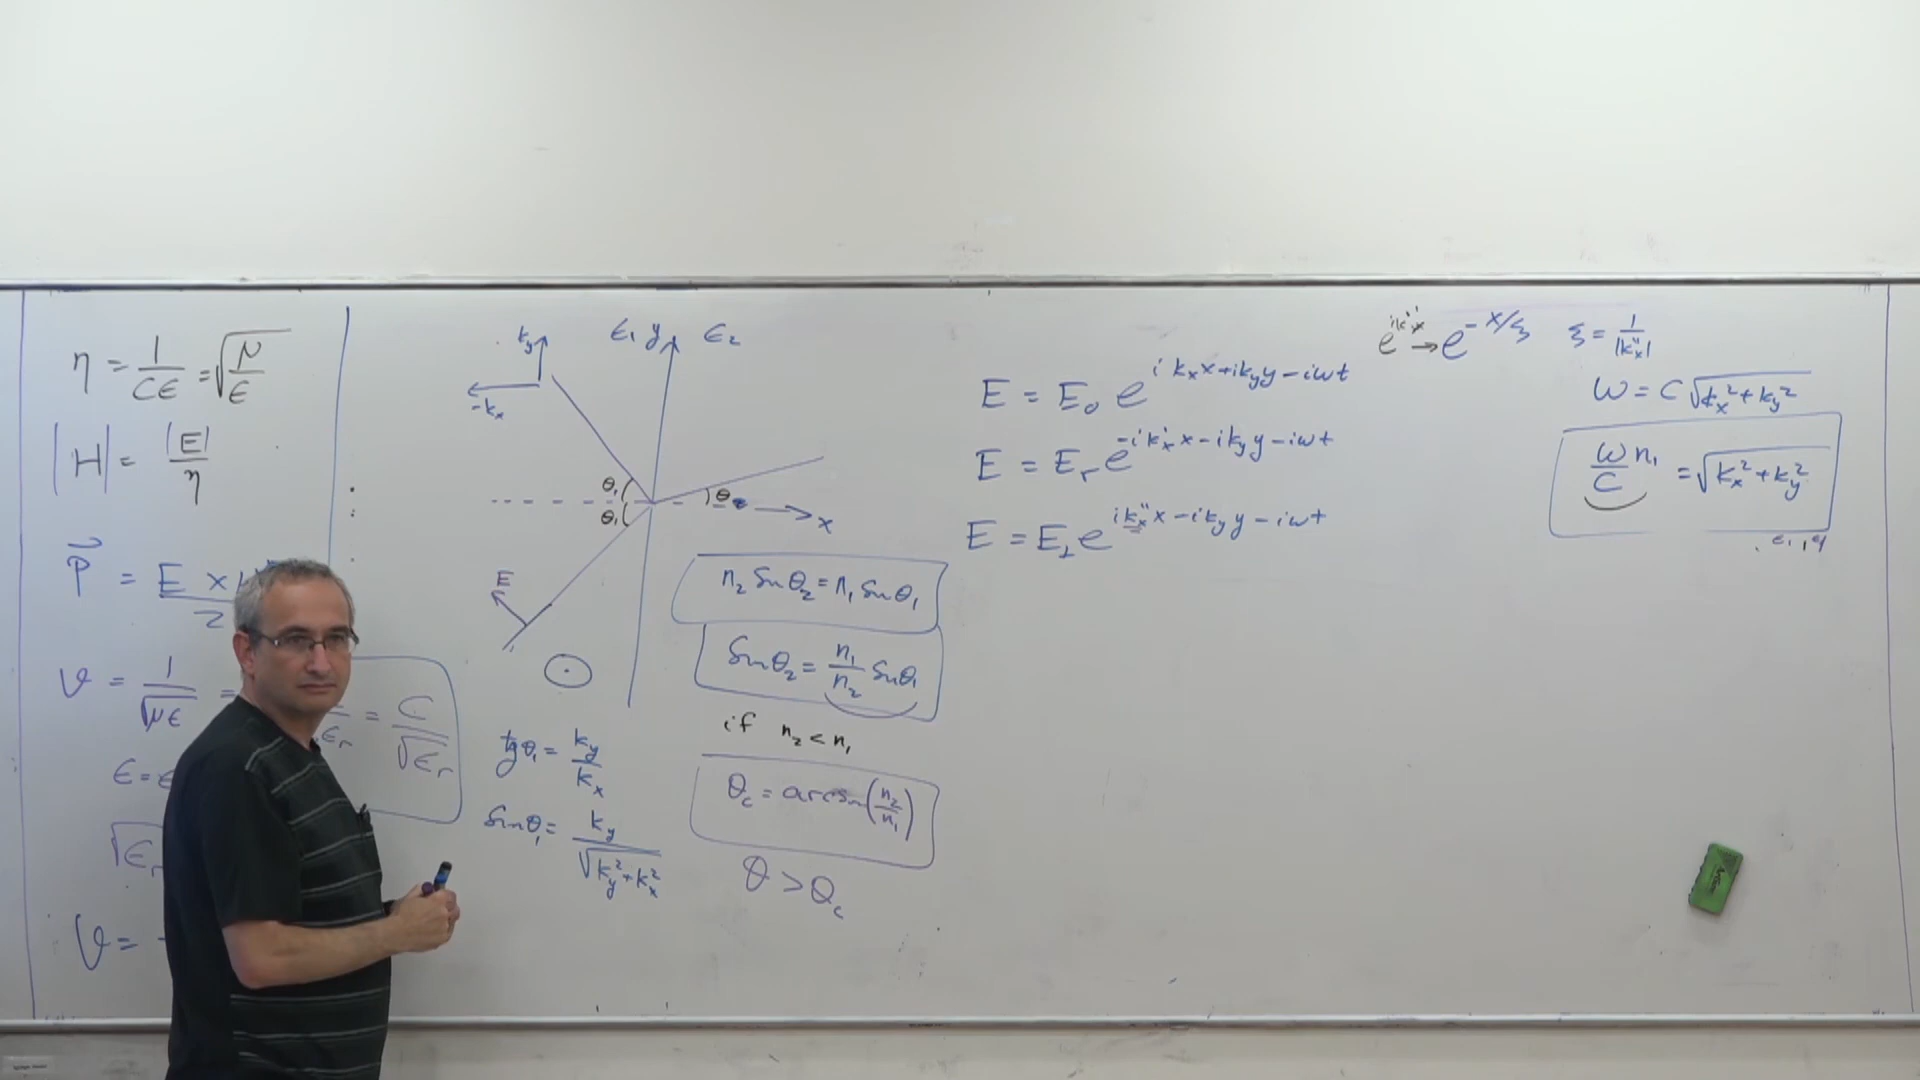 η = 1/Cϵ = √(μ/ϵ)
|H| = |E|/η
P⃗ = E × / 2
v = 1/√(με) =
ϵr = C/√ϵr
ϵ =
√ϵr
v =
ky
-kx
ϵ1 y ϵ2
θ1
θ1
θ2
x
E
tgθ1 = ky/kx
Sinθ1 = ky/√(ky²+kx²)
n2 Sinθ2 = n1 Sinθ1
Sinθ2 = n1/n2 Sinθ1
if n2 < n1
θc = arcsin(n2/n1)
θ > θc
E = E0 e^{i kx x + i ky y - iωt}
E = Er e^{-i kx' x - i ky y - iωt}
E = E⊥ e^{i kx'' x - i ky y - iωt}
e^{ik''x} → e^{-x/ξ} ξ = 1/|kx''|
ω = C √(kx² + ky²)
ω/C n1 = √(kx² + ky²)